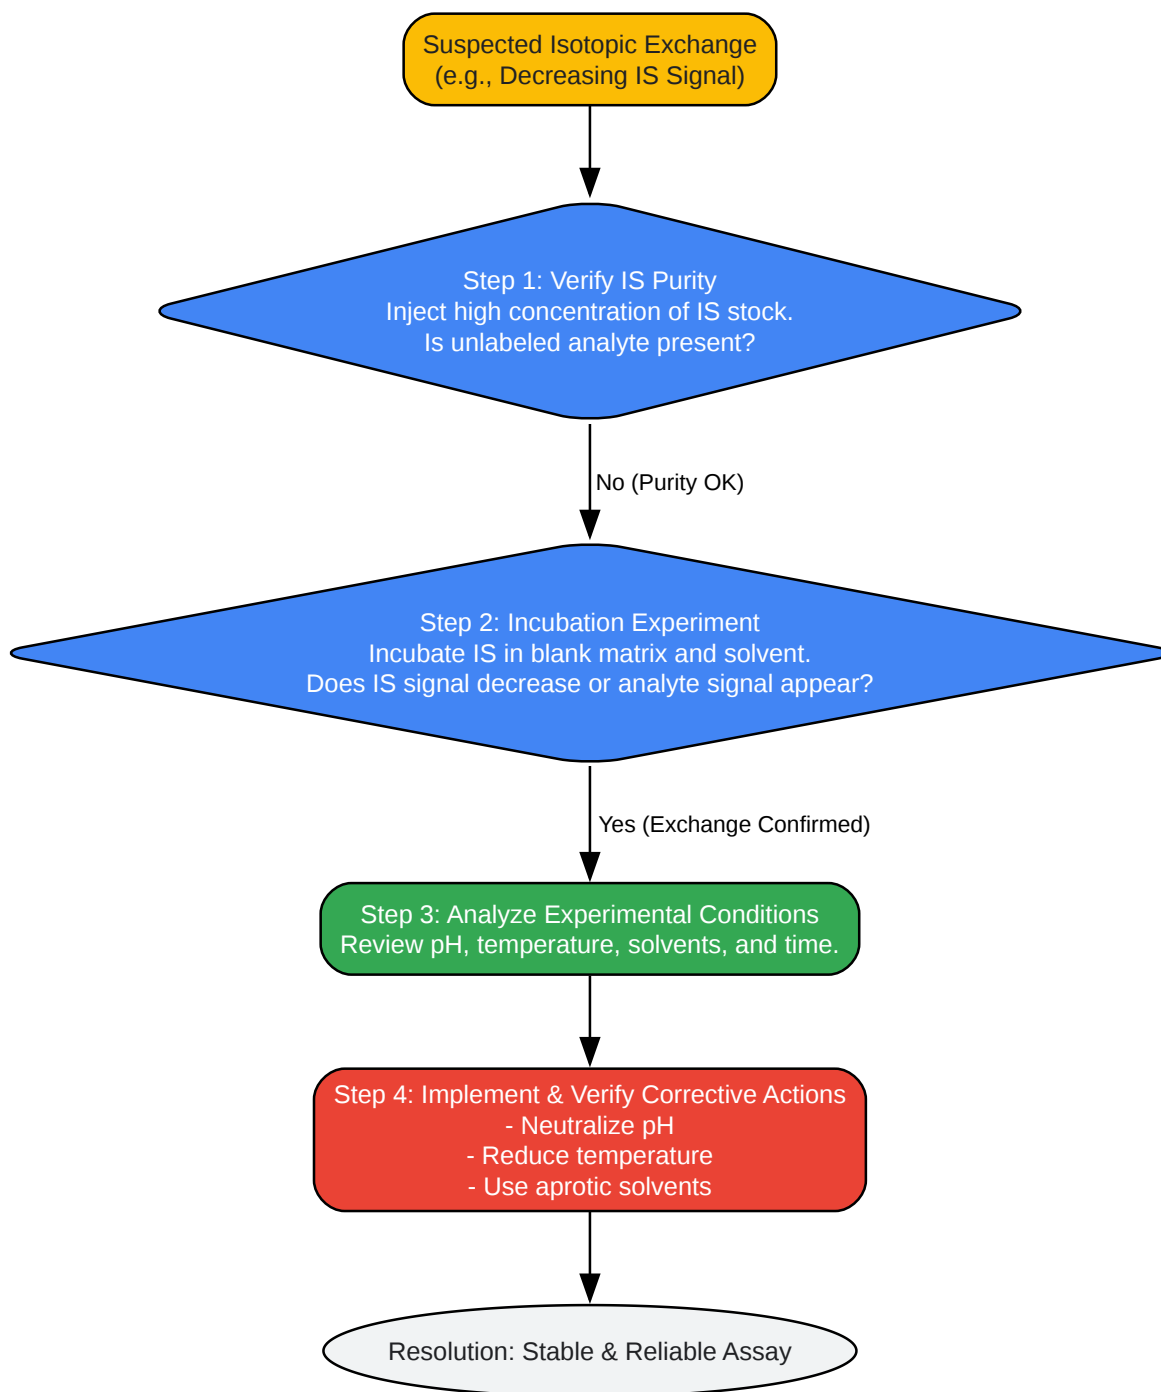 Suspected Isotopic Exchange
(e.g., Decreasing IS Signal)
Step 1: Verify IS Purity
Inject high concentration of IS stock.
Is unlabeled analyte present?
No (Purity OK)
Step 2: Incubation Experiment
Incubate IS in blank matrix and solvent.
Does IS signal decrease or analyte signal appear?
Yes (Exchange Confirmed)
Step 3: Analyze Experimental Conditions
Review pH, temperature, solvents, and time.
Step 4: Implement & Verify Corrective Actions
- Neutralize pH
- Reduce temperature
- Use aprotic solvents
Resolution: Stable & Reliable Assay